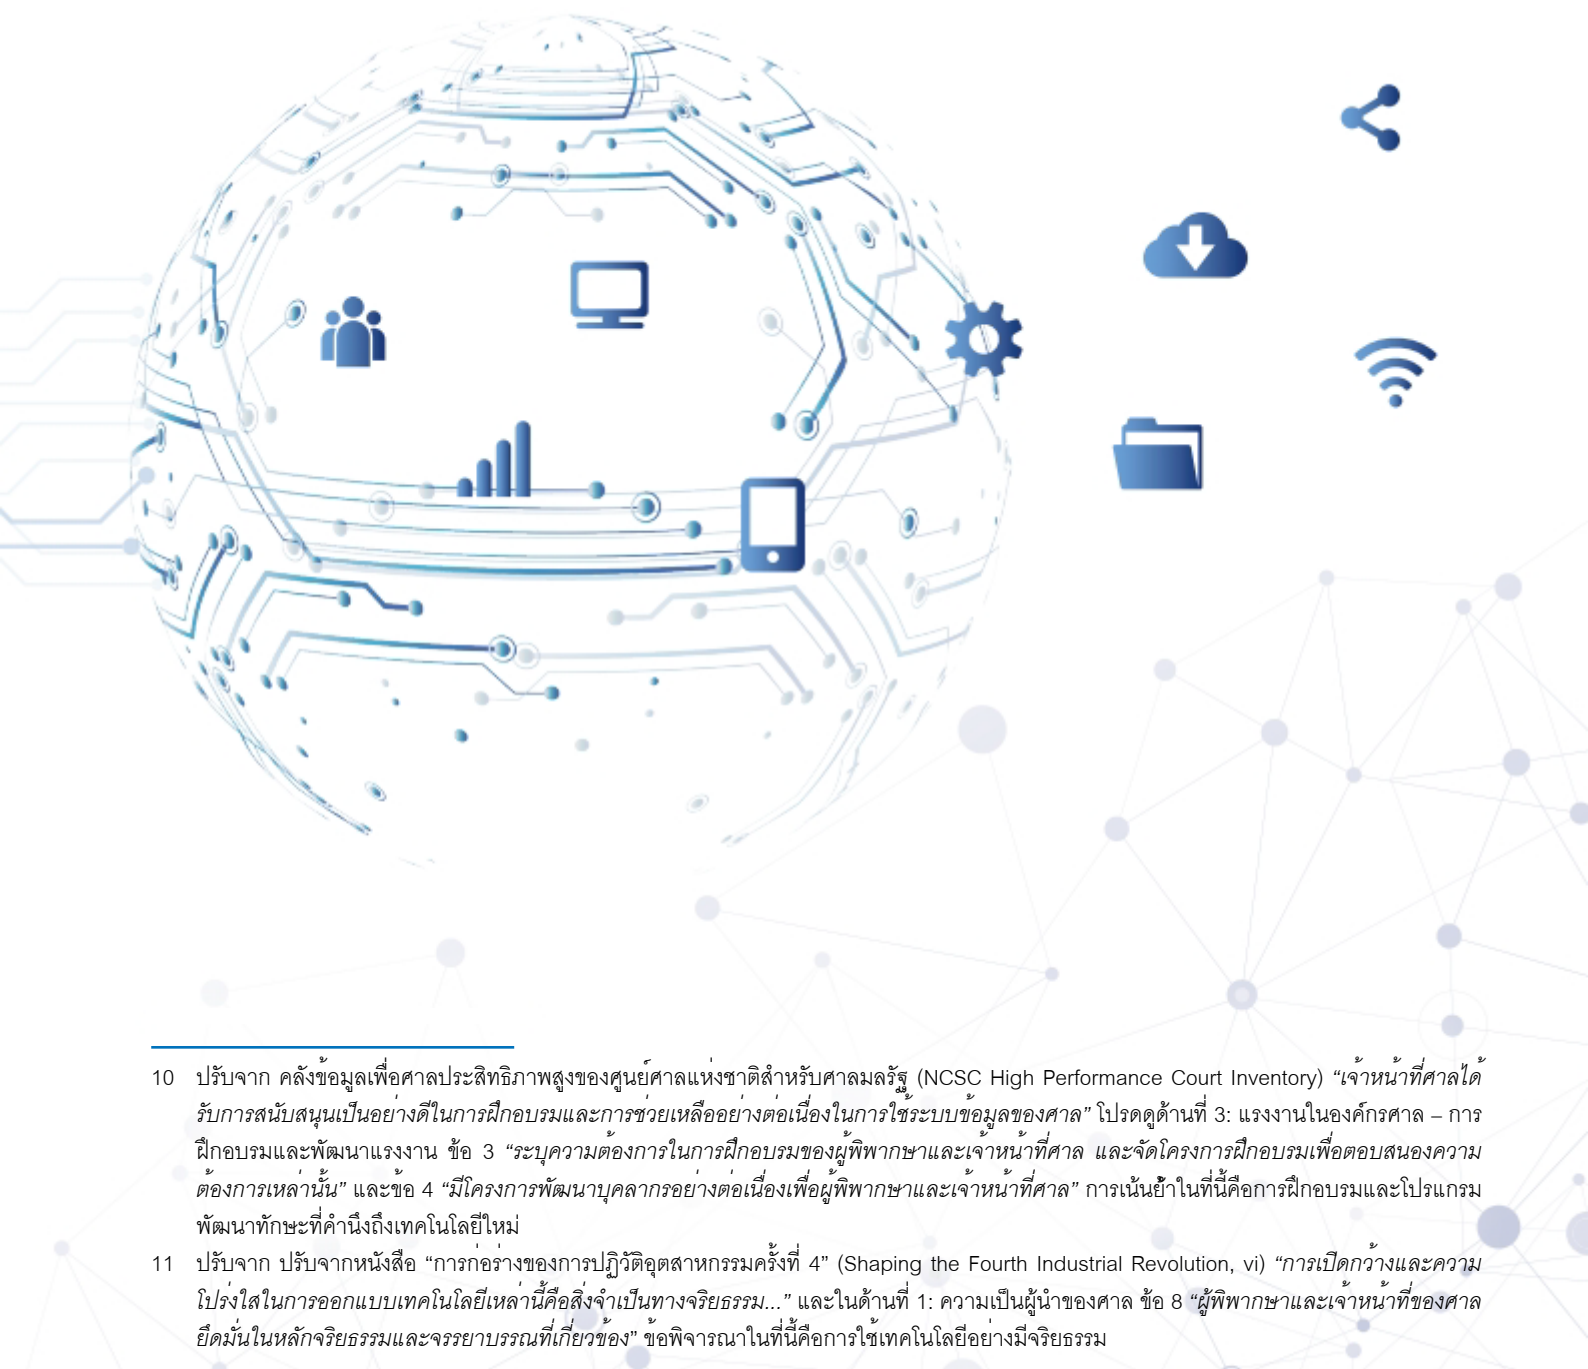 10 ปรับจาก คลังข้อมูลเพื่อศาลประสิทธิภาพสูงของศูนย์ศาลแห่งชาติสำหรับศาลมลรัฐ (NCSC High Performance Court Inventory) “เจ้าหน้าที่ศาลได้
รับการสนับสนุนเป็นอย่างดีในการฝึกอบรมและการช่วยเหลืออย่างต่อเนื่องในการใช้ระบบข้อมูลของศาล” โปรดดูด้านที่ 3: แรงงานในองค์กรศาล – การ
ฝึกอบรมและพัฒนาแรงงาน ข้อ 3 “ระบุความต้องการในการฝึกอบรมของผู้พิพากษาและเจ้าหน้าที่ศาล และจัดโครงการฝึกอบรมเพื่อตอบสนองความ
ต้องการเหล่านั้น” และข้อ 4 “มีโครงการพัฒนาบุคลากรอย่างต่อเนื่องเพื่อผู้พิพากษาและเจ้าหน้าที่ศาล” การเน้นย้ำในที่นี้คือการฝึกอบรมและโปรแกรม
พัฒนาทักษะที่คำนึงถึงเทคโนโลยีใหม่
11 ปรับจาก ปรับจากหนังสือ “การก่อร่างของการปฏิวัติอุตสาหกรรมครั้งที่ 4” (Shaping the Fourth Industrial Revolution, vi) “การเปิดกว้างและความ
โปร่งใสในการออกแบบเทคโนโลยีเหล่านี้คือสิ่งจำเป็นทางจริยธรรม...” และในด้านที่ 1: ความเป็นผู้นำของศาล ข้อ 8 “ผู้พิพากษาและเจ้าหน้าที่ของศาล
ยึดมั่นในหลักจริยธรรมและจรรยาบรรณที่เกี่ยวข้อง” ข้อพิจารณาในที่นี้คือการใช้เทคโนโลยีอย่างมีจริยธรรม